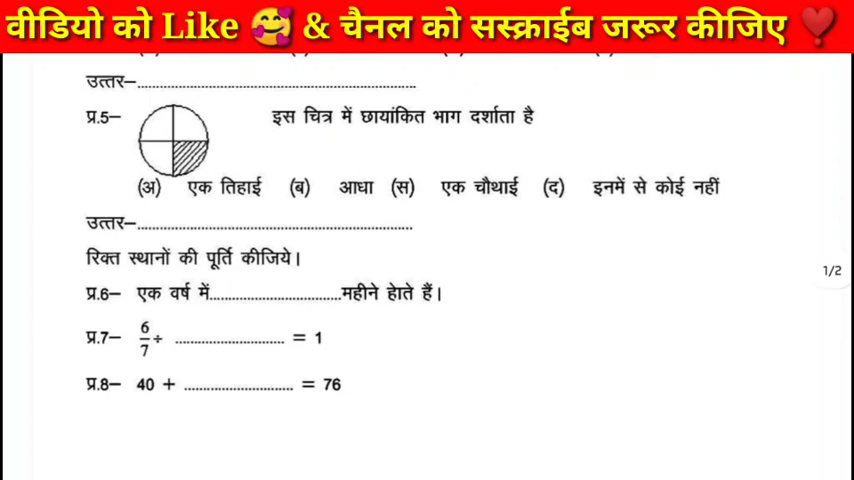 वीडियो को Like 🥰 & चैनल को सस्क्राईब जरूर कीजिए ❤️
उत्तर–..........................................................................
प्र.5– इस चित्र में छायांकित भाग दर्शाता है
(अ) एक तिहाई (ब) आधा (स) एक चौथाई (द) इनमें से कोई नहीं
उत्तर–.........................................................................
रिक्त स्थानों की पूर्ति कीजिये।
1/2
प्र.6– एक वर्ष में...................................महीने हेाते हैं।
प्र.7– 6/7 ÷ ............................. = 1
प्र.8– 40 + ............................. = 76